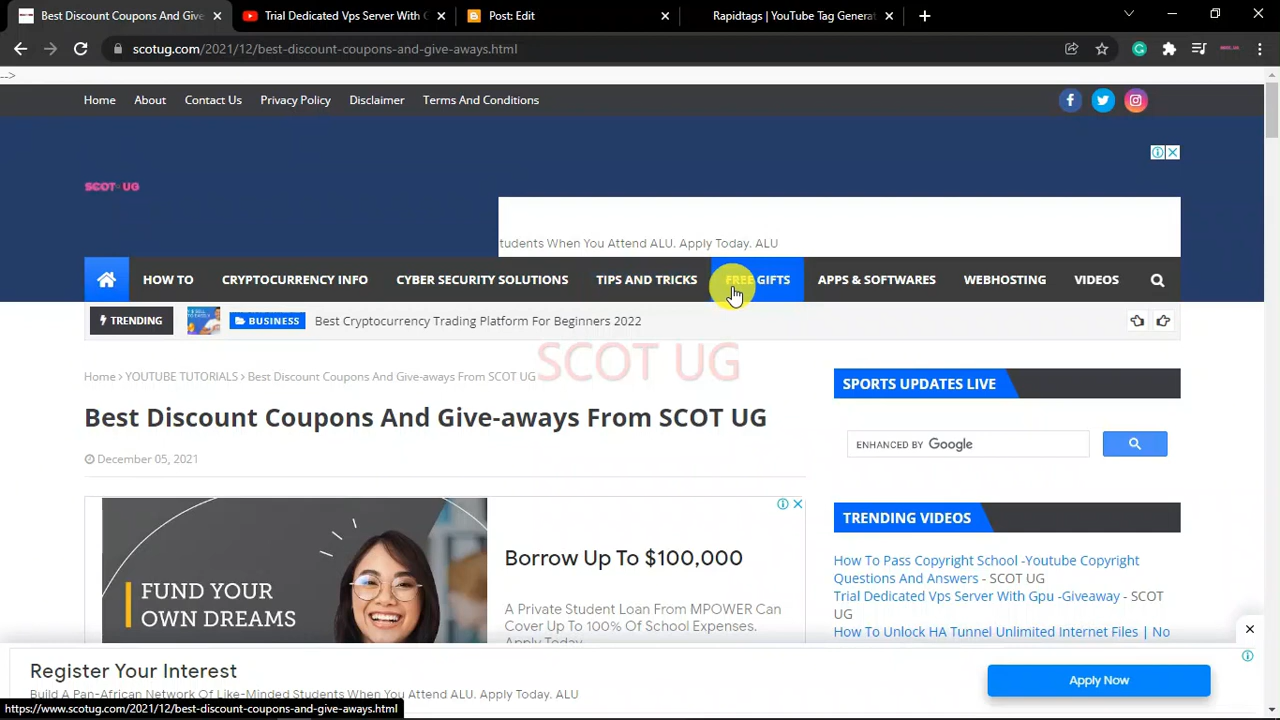 Best Discount Coupons And Give
Trial Dedicated Vps Server With G
Post: Edit
Rapidtags | YouTube Tag Generat
scotug.com/2021/12/best-discount-coupons-and-give-aways.html
-->
Home About Contact Us Privacy Policy Disclaimer Terms And Conditions
SCOT UG
tudents When You Attend ALU. Apply Today. ALU
HOW TO CRYPTOCURRENCY INFO CYBER SECURITY SOLUTIONS TIPS AND TRICKS FREE GIFTS APPS & SOFTWARES WEBHOSTING VIDEOS
TRENDING BUSINESS Best Cryptocurrency Trading Platform For Beginners 2022
SCOT UG
Home > YOUTUBE TUTORIALS > Best Discount Coupons And Give-aways From SCOT UG
Best Discount Coupons And Give-aways From SCOT UG
December 05, 2021
FUND YOUR
OWN DREAMS
Borrow Up To $100,000
A Private Student Loan From MPOWER Can
Cover Up To 100% Of School Expenses.
Apply Today.
SPORTS UPDATES LIVE
ENHANCED BY Google
TRENDING VIDEOS
How To Pass Copyright School -Youtube Copyright
Questions And Answers - SCOT UG
Trial Dedicated Vps Server With Gpu -Giveaway - SCOT
UG
How To Unlock HA Tunnel Unlimited Internet Files | No
Register Your Interest
Build A Pan-African Network Of Like-Minded Students When You Attend ALU. Apply Today. ALU
Apply Now
https://www.scotug.com/2021/12/best-discount-coupons-and-give-aways.html